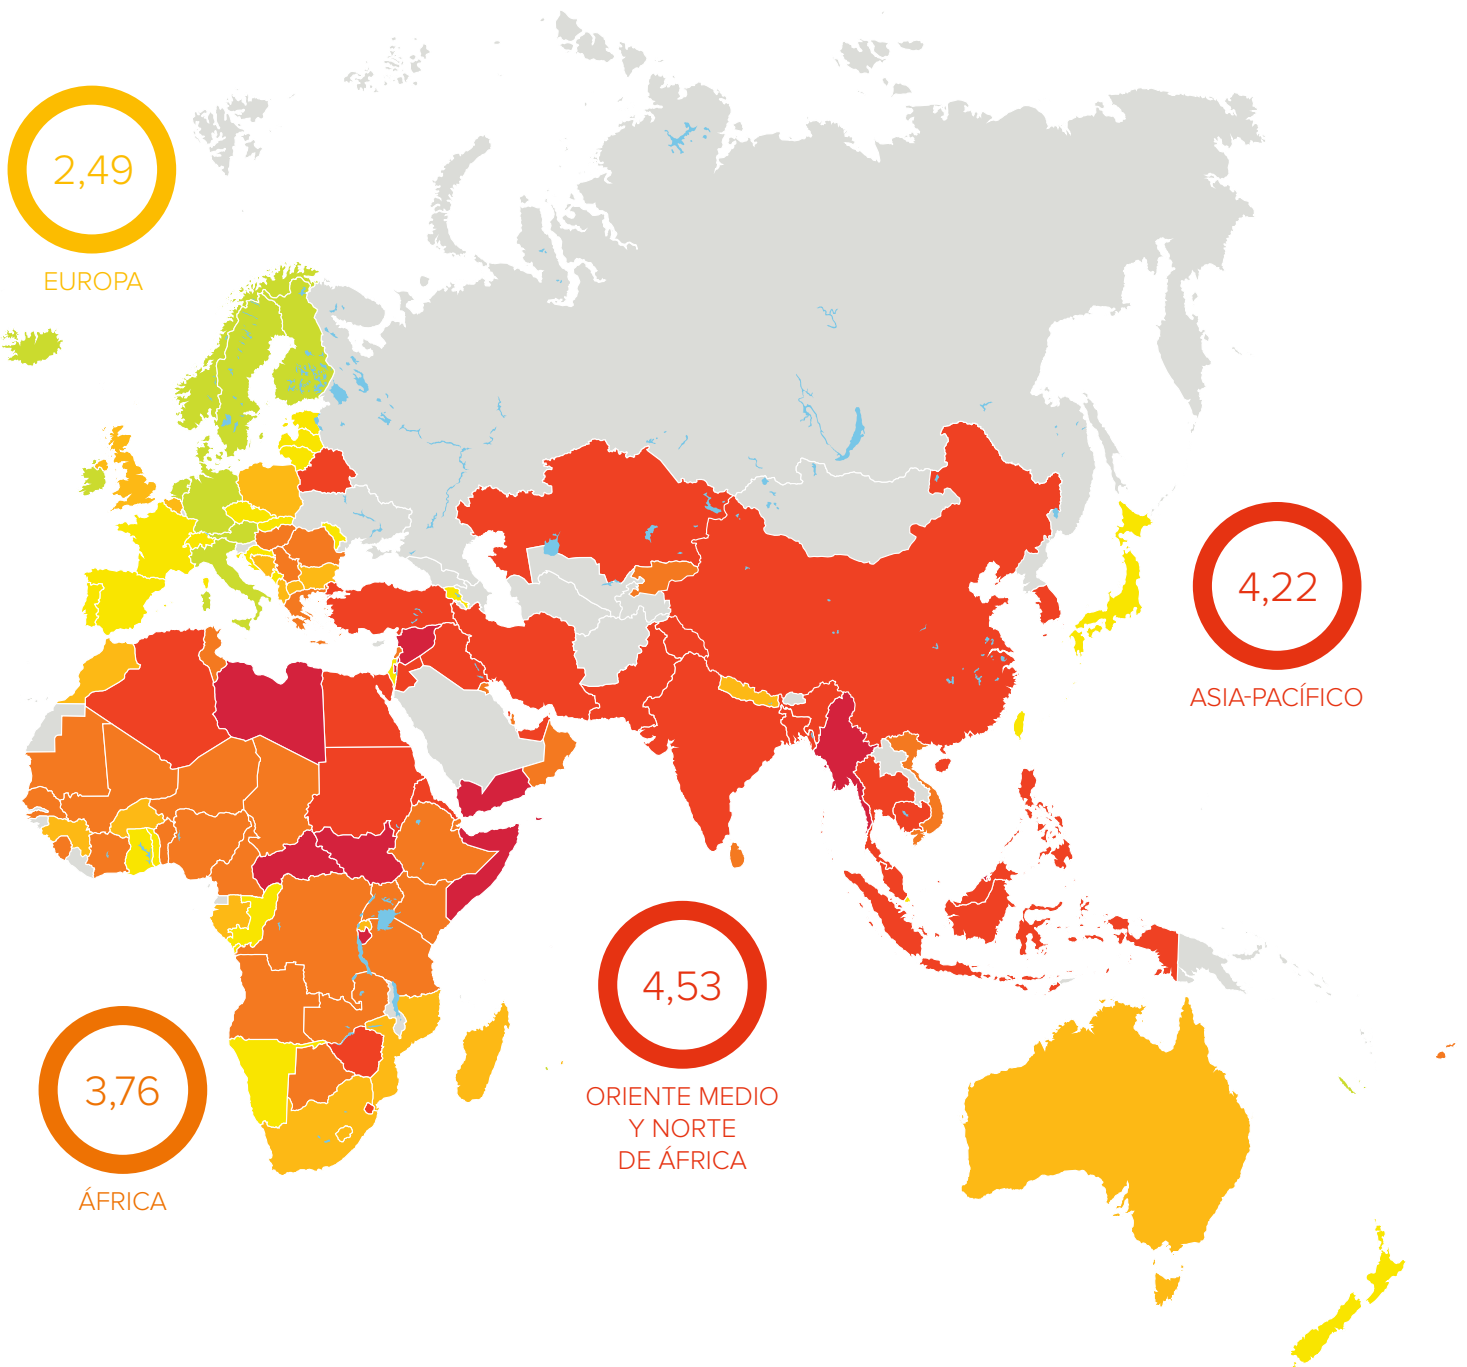 2,49
EUROPA
4,22
ASIA-PACÍFICO
4,53
ORIENTE MEDIO
Y NORTE
DE ÁFRICA
3,76
ÁFRICA